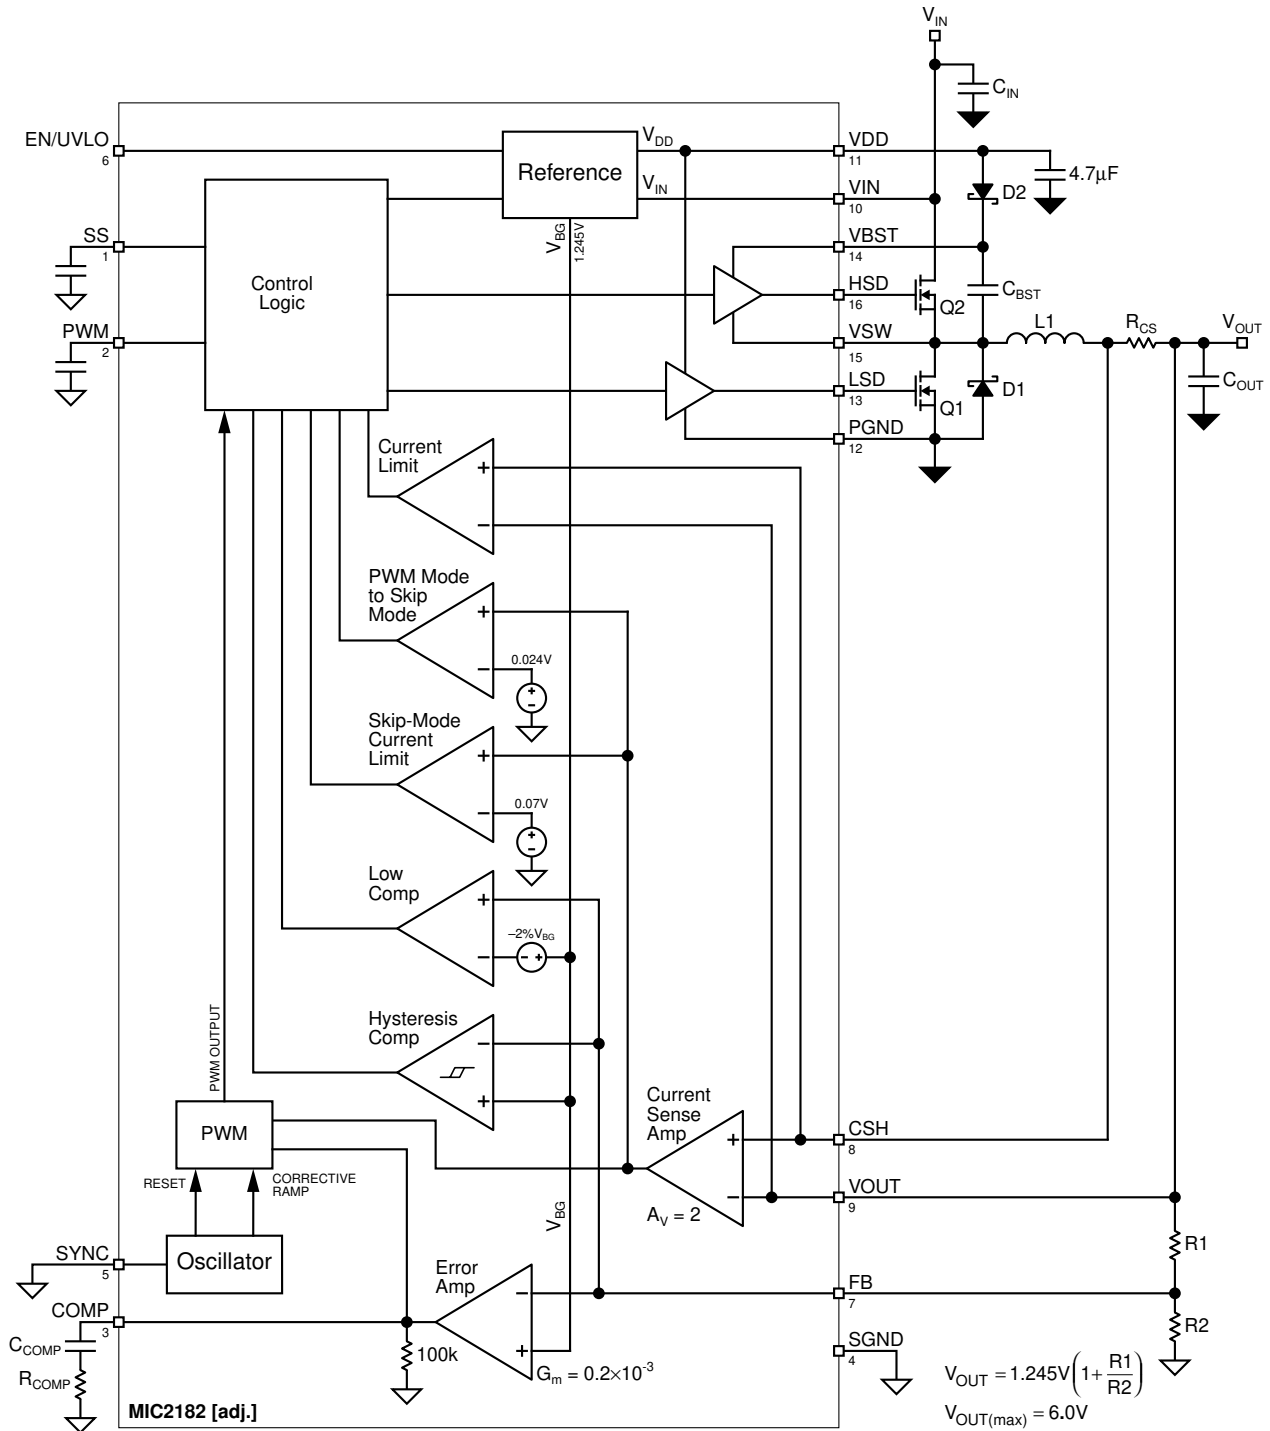 VIN
CIN
EN/UVLO
6
VDD
VDD
11
4.7µF
Reference
D2
VIN
VIN
10
VBG
1.245V
SS
1
VBST
14
Control
Logic
HSD
16
Q2
CBST
PWM
2
VSW
15
L1
RCS
VOUT
COUT
LSD
13
Q1
D1
PGND
12
Current
Limit
+
−
PWM Mode
to Skip
Mode
+
−
0.024V
+
−
Skip-Mode
Current
Limit
+
−
0.07V
+
−
Low
Comp
+
−
–2%VBG
− +
Hysteresis
Comp
−
+
PWM OUTPUT
PWM
Current
Sense
Amp
+
−
AV = 2
CSH
8
RESET
CORRECTIVE
RAMP
VOUT
9
VBG
R1
SYNC
5
Oscillator
Error
Amp
−
+
FB
7
R2
COMP
3
CCOMP
RCOMP
100k
Gm = 0.2×10-3
SGND
4
VOUT = 1.245V(1+R1/R2)
VOUT(max) = 6.0V
MIC2182 [adj.]